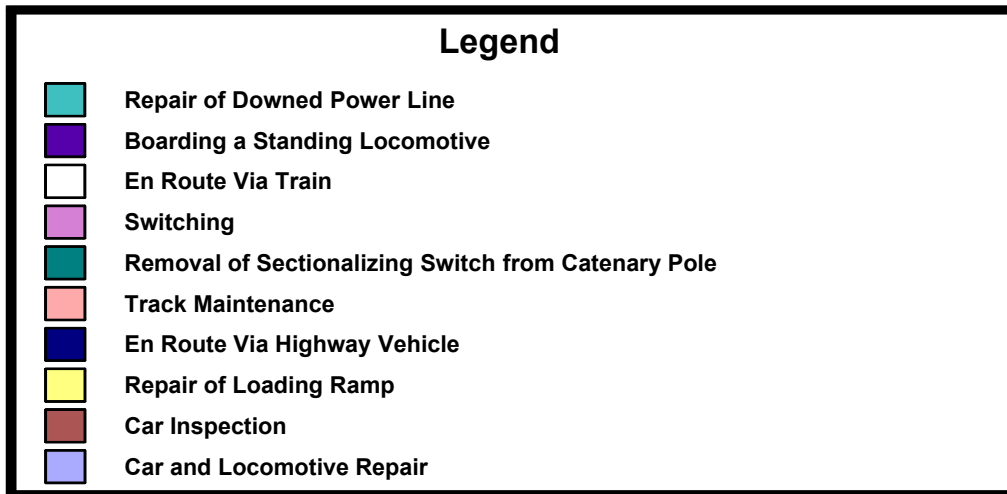 Legend
Repair of Downed Power Line
Boarding a Standing Locomotive
En Route Via Train
Switching
Removal of Sectionalizing Switch from Catenary Pole
Track Maintenance
En Route Via Highway Vehicle
Repair of Loading Ramp
Car Inspection
Car and Locomotive Repair